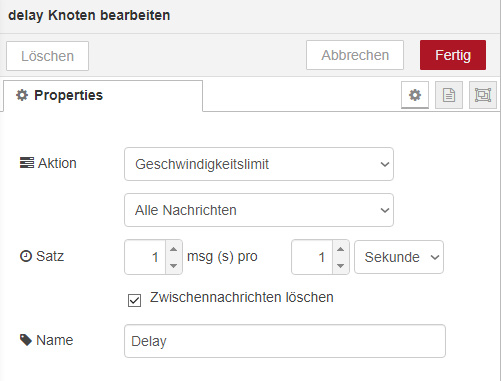 delay Knoten bearbeiten
Löschen Abbrechen Fertig
Properties
Aktion Geschwindigkeitslimit
Alle Nachrichten
Satz 1 msg (s) pro 1 Sekunde
Zwischennachrichten löschen
Name Delay